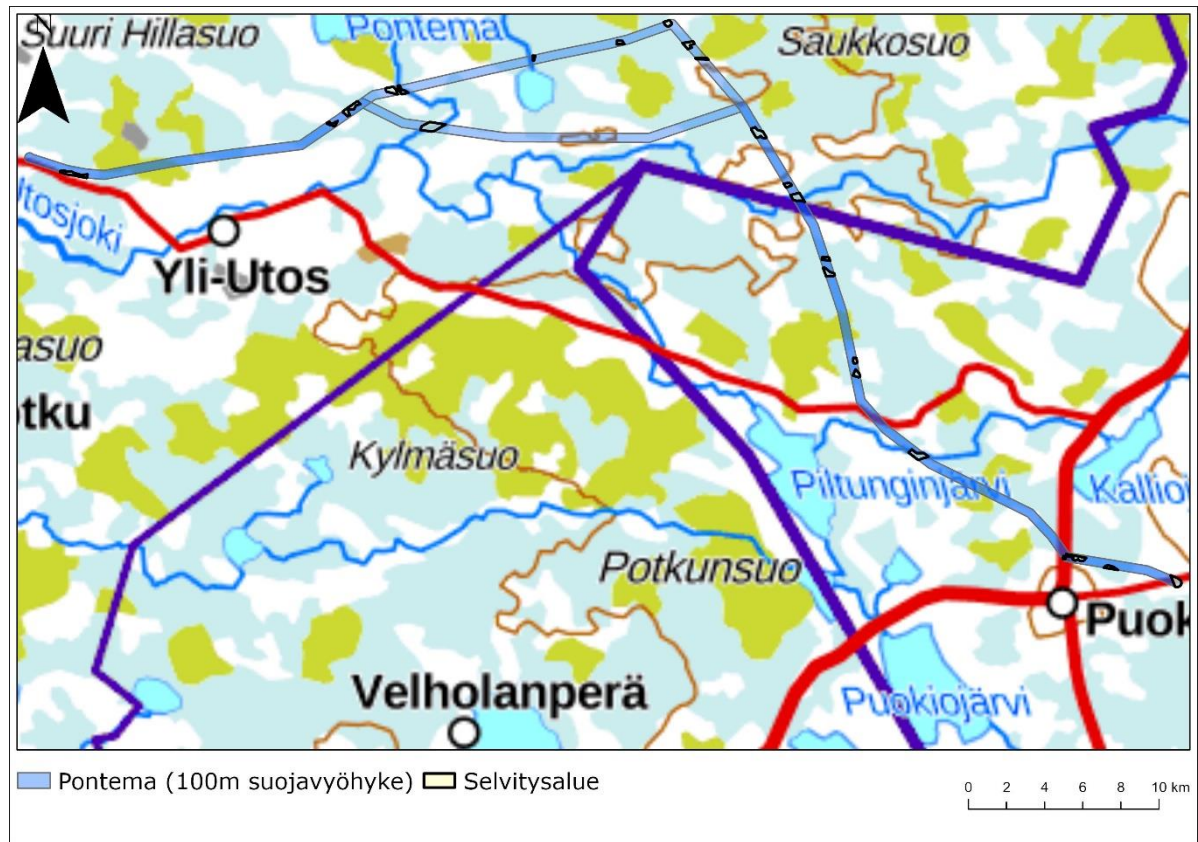 Suuri Hillasuo
Pontema
Saukkosuo
Utosjoki
Yli-Utos
asuo
otku
Kylmäsuo
Piltunginjärvi
Kallioj
Potkunsuo
Puok
Velholanperä
Puokiojärvi
Pontema (100m suojavyöhyke) Selvitysalue
0 2 4 6 8 10 km